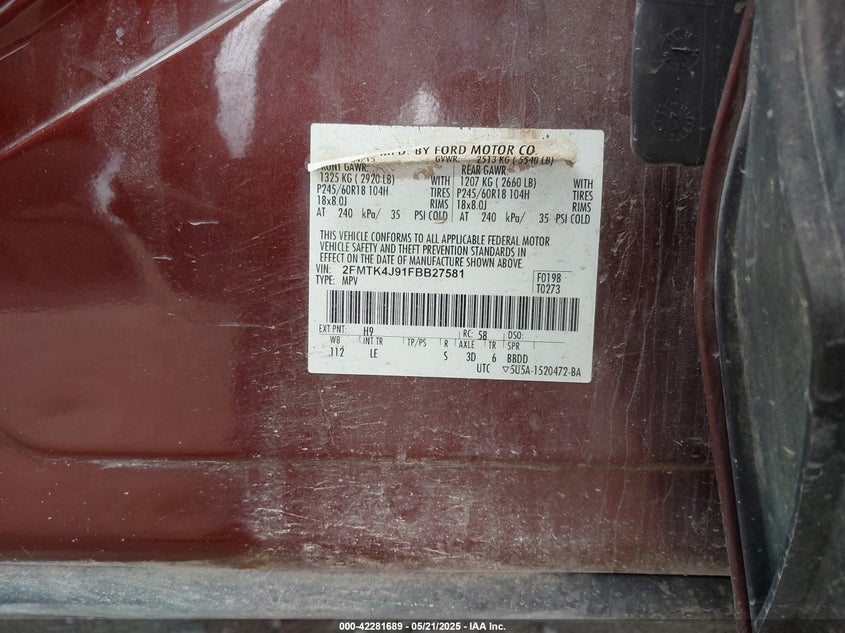 MFD. BY FORD MOTOR CO.
GVWR: 2513 KG ( 5540 LB)
FRONT GAWR: REAR GAWR:
1325 KG ( 2920 LB) WITH 1207 KG ( 2660 LB) WITH
P245/60R18 104H TIRES P245/60R18 104H TIRES
18x8.0J RIMS 18x8.0J RIMS
AT 240 kPa/ 35 PSI COLD AT 240 kPa/ 35 PSI COLD
THIS VEHICLE CONFORMS TO ALL APPLICABLE FEDERAL MOTOR
VEHICLE SAFETY AND THEFT PREVENTION STANDARDS IN
EFFECT ON THE DATE OF MANUFACTURE SHOWN ABOVE.
VIN: 2FMTK4J91FBB27581 F0198
TYPE: MPV T0273
EXT PNT: H9 RC: 58 DSO:
WB INT TR TP/PS R AXLE TR SPR
112 LE S 3D 6 BBDD
UTC ▽5U5A-1520472-BA
000-42281689 - 05/21/2025 - IAA Inc.